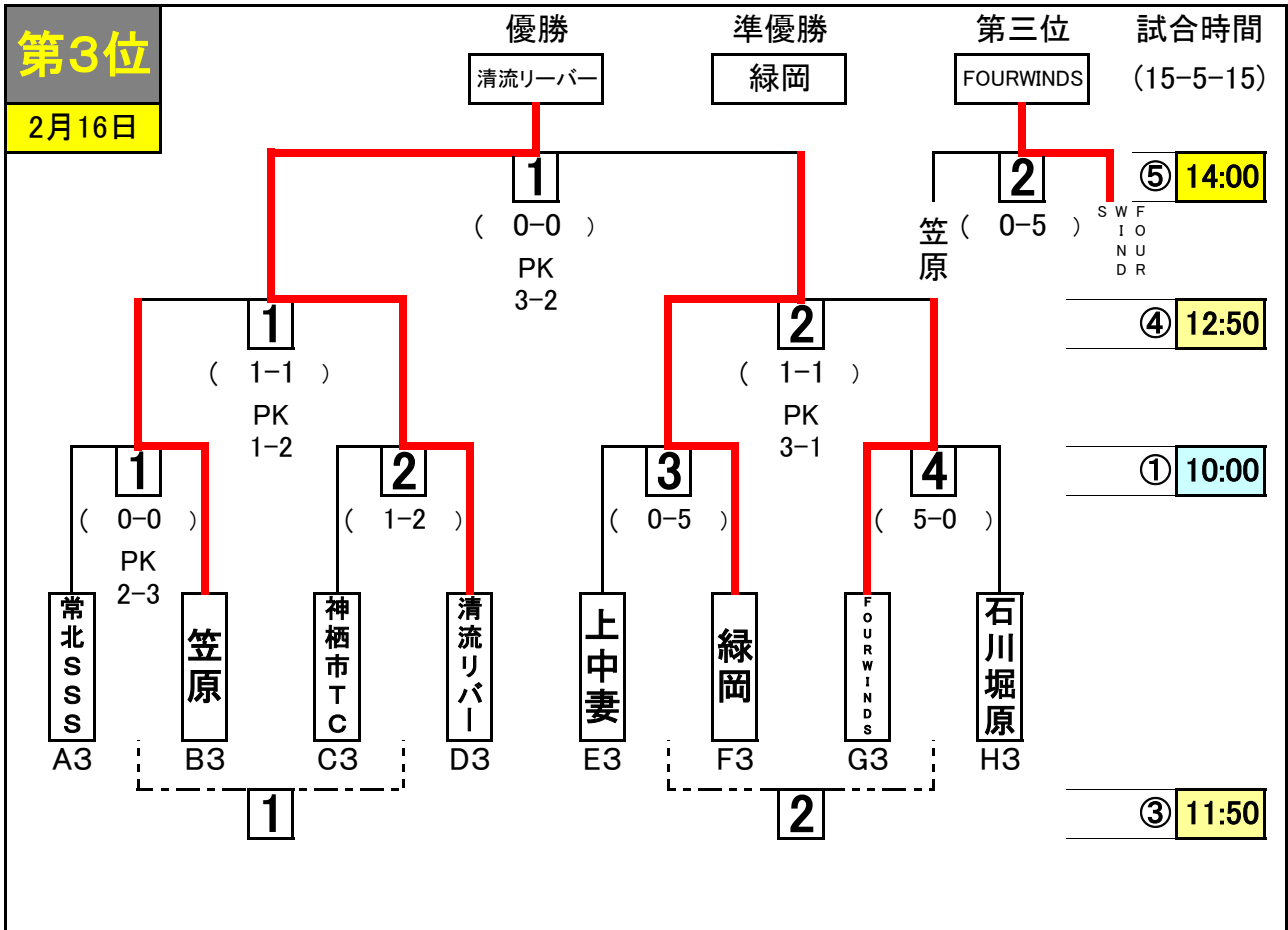 第3位
2月16日
優勝
準優勝
第三位
試合時間
清流リーバー
緑岡
FOURWINDS
(15-5-15)
1
2
⑤ 14:00
( 0-0 )
PK
3-2
笠原
( 0-5 )
FOUR
WIND
S
1
2
④ 12:50
( 1-1 )
PK
1-2
( 1-1 )
PK
3-1
1
2
3
4
① 10:00
( 0-0 )
PK
2-3
( 1-2 )
( 0-5 )
( 5-0 )
常北SSS
笠原
神栖市TC
清流リバー
上中妻
緑岡
FOURWINDS
石川堀原
A3
B3
C3
D3
E3
F3
G3
H3
1
2
③ 11:50